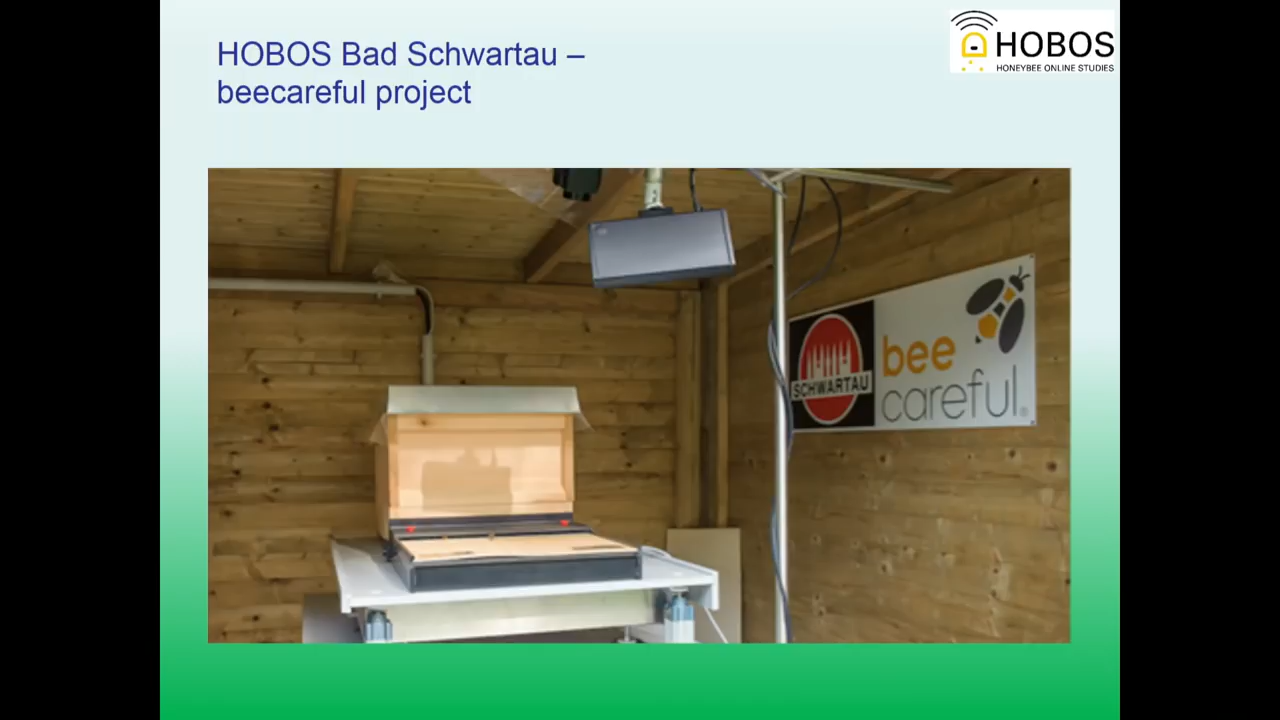 HOBOS Bad Schwartau –
beecareful project
HOBOS
HONEYBEE ONLINE STUDIES
SCHWARTAU
bee
careful®